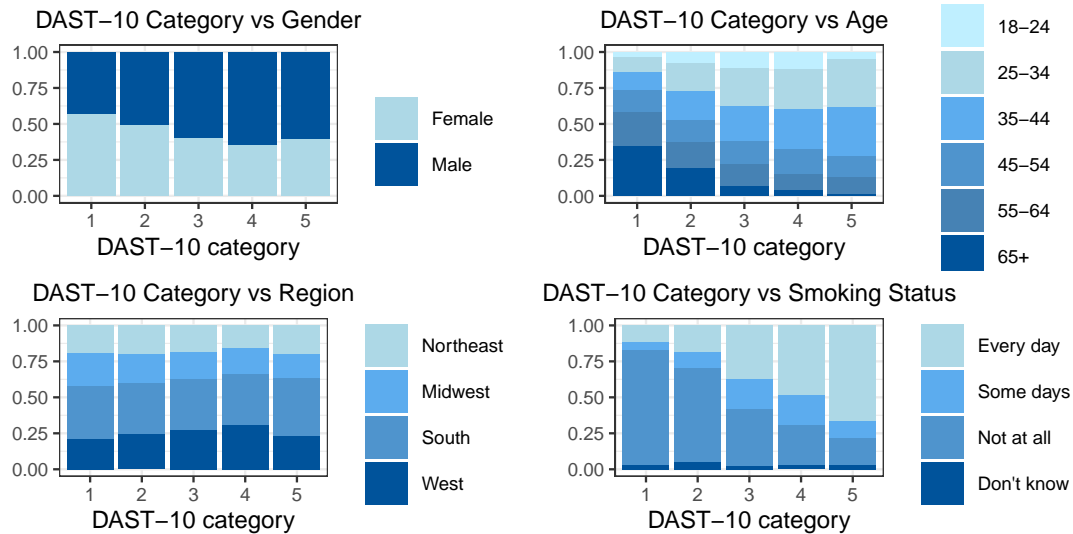 DAST−10 Category vs Gender
1.00
0.75
0.50
0.25
0.00
1 2 3 4 5
DAST−10 category
Female
Male
DAST−10 Category vs Age
1.00
0.75
0.50
0.25
0.00
1 2 3 4 5
DAST−10 category
18−24
25−34
35−44
45−54
55−64
65+
DAST−10 Category vs Region
1.00
0.75
0.50
0.25
0.00
1 2 3 4 5
DAST−10 category
Northeast
Midwest
South
West
DAST−10 Category vs Smoking Status
1.00
0.75
0.50
0.25
0.00
1 2 3 4 5
DAST−10 category
Every day
Some days
Not at all
Don't know